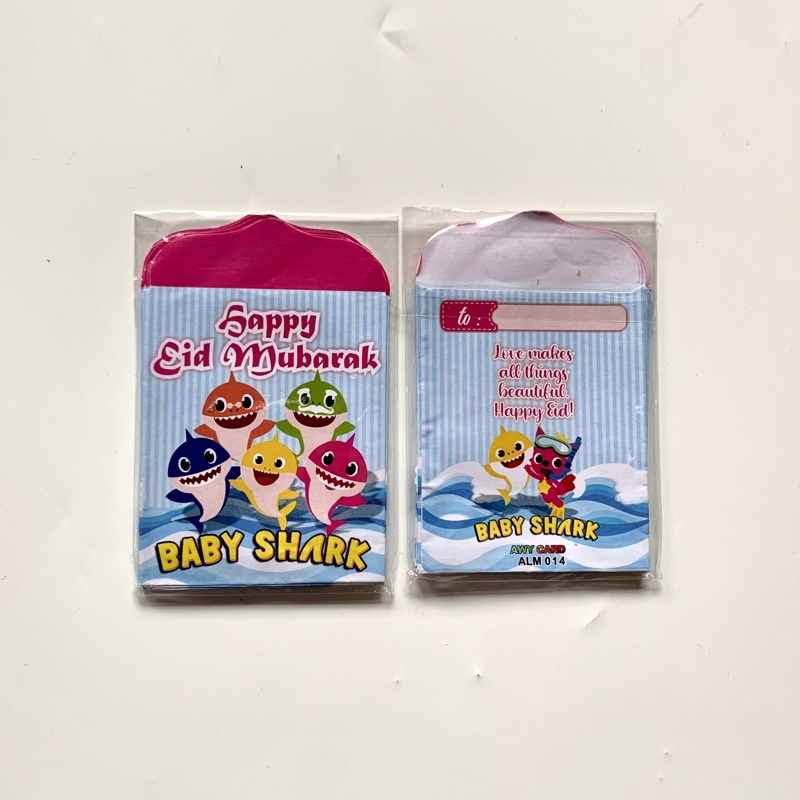 Happy
Eid Mubarak
BABY SHARK
to :
Love makes
all things
beautiful.
Happy Eid!
BABY SHARK
AWY CARD
ALM 014